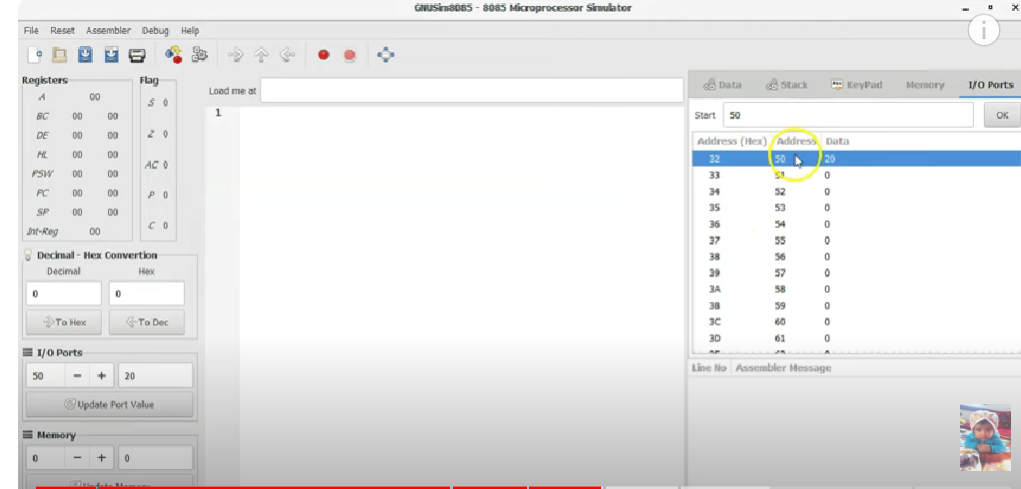 GNUSim8085 - 8085 Microprocessor Simulator
File Reset Assembler Debug Help
Registers
A 00
BC 00 00
DE 00 00
HL 00 00
PSW 00 00
PC 00 00
SP 00 00
Int-Reg 00
Flag
S 0
Z 0
AC 0
P 0
C 0
Decimal - Hex Convertion
Decimal Hex
0 0
To Hex To Dec
I/O Ports
50 - + 20
Update Port Value
Memory
0 - + 0
Update Memory
Load me at
1
Data Stack KeyPad Memory I/O Ports
Start 50 OK
Address (Hex) Address Data
32 50 20
33 51 0
34 52 0
35 53 0
36 54 0
37 55 0
38 56 0
39 57 0
3A 58 0
3B 59 0
3C 60 0
3D 61 0
Line No Assembler Message